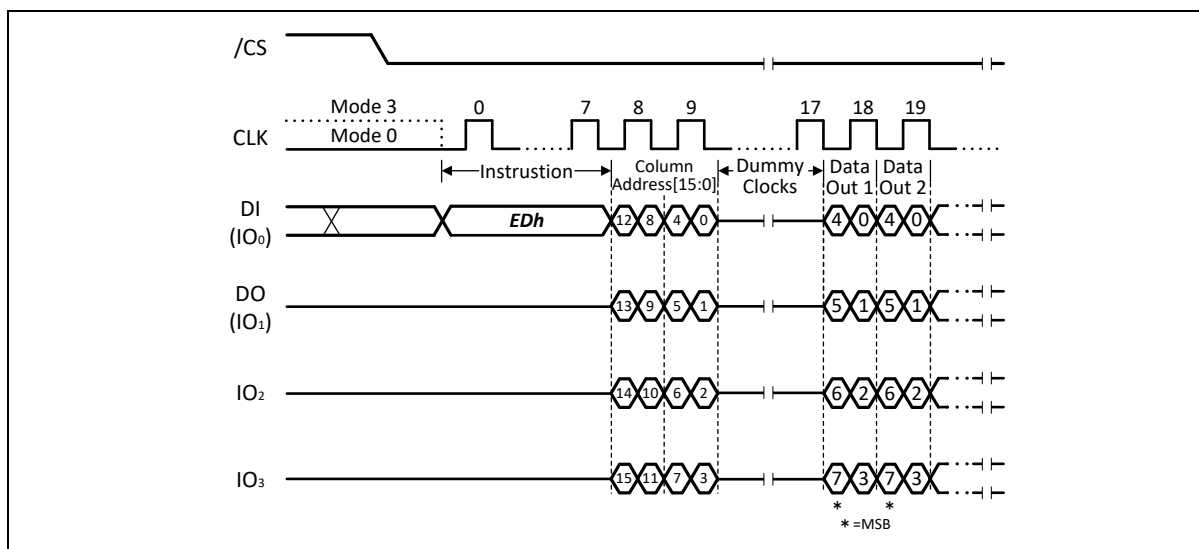 /CS
Mode 3
0 7 8 9 17 18 19
CLK
Mode 0
Instrustion
Column
Address[15:0]
Dummy
Clocks
Data
Out 1
Data
Out 2
DI
(IO0)
EDh
12 8 4 0
4 0 4 0
DO
(IO1)
13 9 5 1
5 1 5 1
IO2
14 10 6 2
6 2 6 2
IO3
15 11 7 3
7 3 7 3
* *
* =MSB